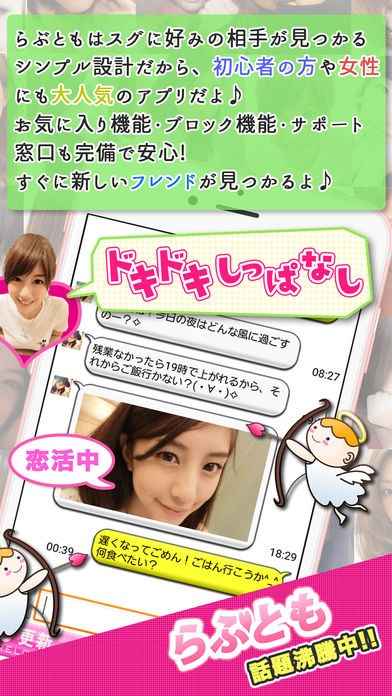 らぶともはスグに好みの相手が見つかる
シンプル設計だから、初心者の方や女性
にも大人気のアプリだよ♪
お気に入り機能・ブロック機能・サポート
窓口も完備で安心!
すぐに新しいフレンドが見つかるよ♪
ドキドキしっぱなし
今日の夜はどんな風に過ごす
のー？◇
08:27
残業なかったら19時で上がれるから、そ
れからご飯行かない？(・∀・)◇
恋活中
18:29
00:39
遅くなってごめん！ごはん行こうか^_^
何食べたい？
更新
らぶとも
話題沸騰中!!